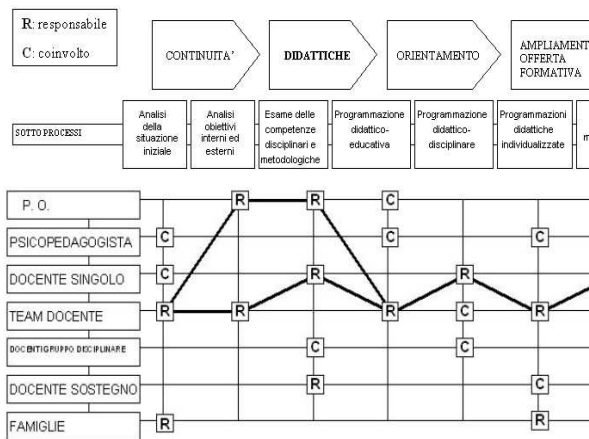 R: responsabile
C: coinvolto
CONTINUITA'
DIDATTICHE
ORIENTAMENTO
AMPLIAMENT
OFFERTA
FORMATIVA
SOTTO PROCESSI
Analisi
della
situazione
iniziale
Analisi
obiettivi
interni ed
esterni
Esame delle
competenze
disciplinari e
metodologiche
Programmazione
didattico-
educativa
Programmazione
didattico-
disciplinare
Programmazioni
didattiche
individualizzate
m
P. O.
R R C
PSICOPEDAGOGISTA
C C C
DOCENTE SINGOLO
C R R
TEAM DOCENTE
R R R C R
DOCENTI GRUPPO DISCIPLINARE
C C
DOCENTE SOSTEGNO
R C
FAMIGLIE
R R